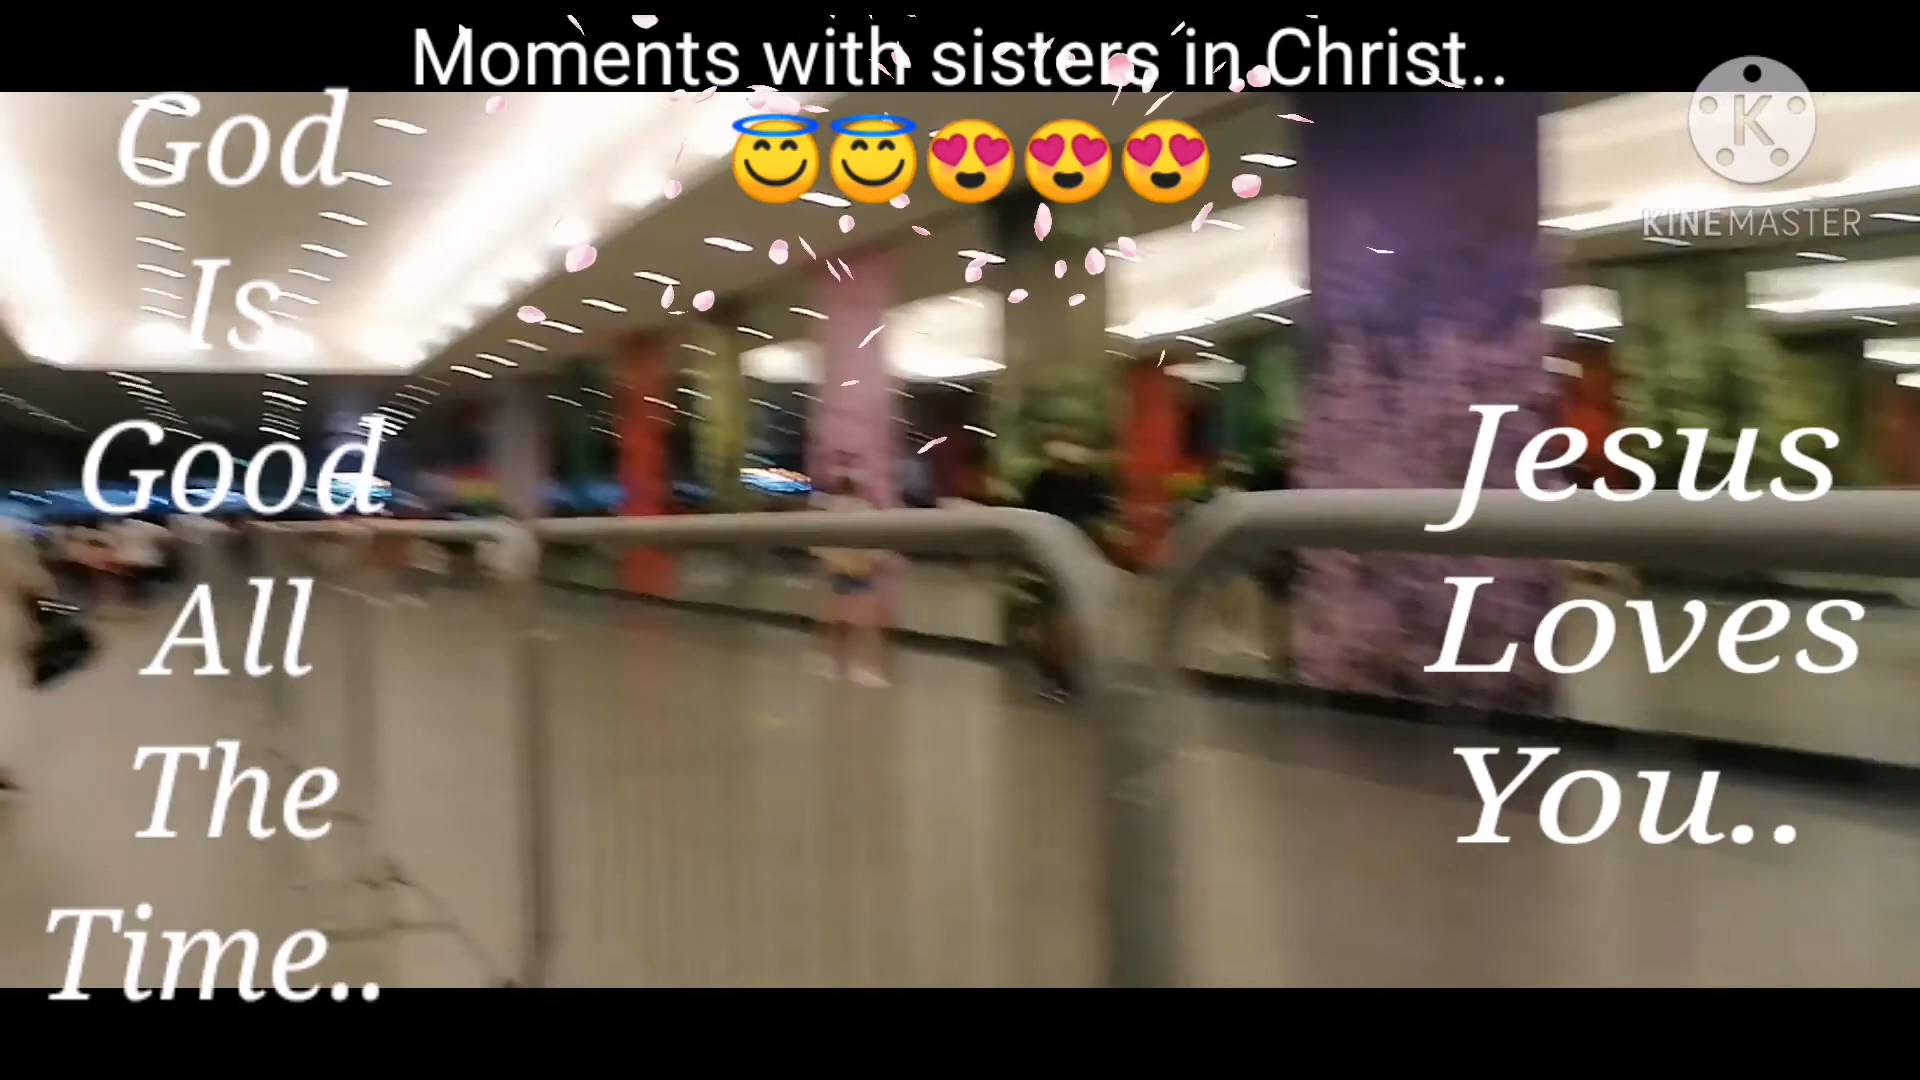 Moments with sisters in Christ..
😇😇😍😍😍
God
Is
Good
All
The
Time..
Jesus
Loves
You..
K
KINEMASTER